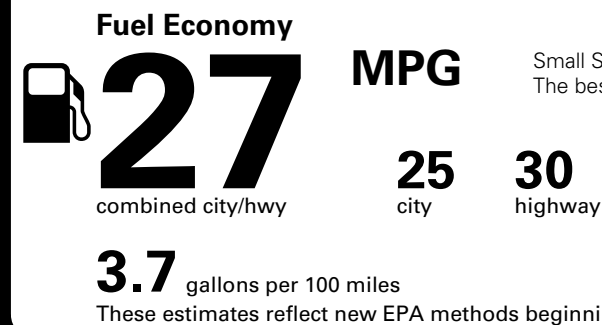 Fuel Economy
27 MPG
Small S
The bes
25 30
combined city/hwy city highway
3.7 gallons per 100 miles
These estimates reflect new EPA methods beginni